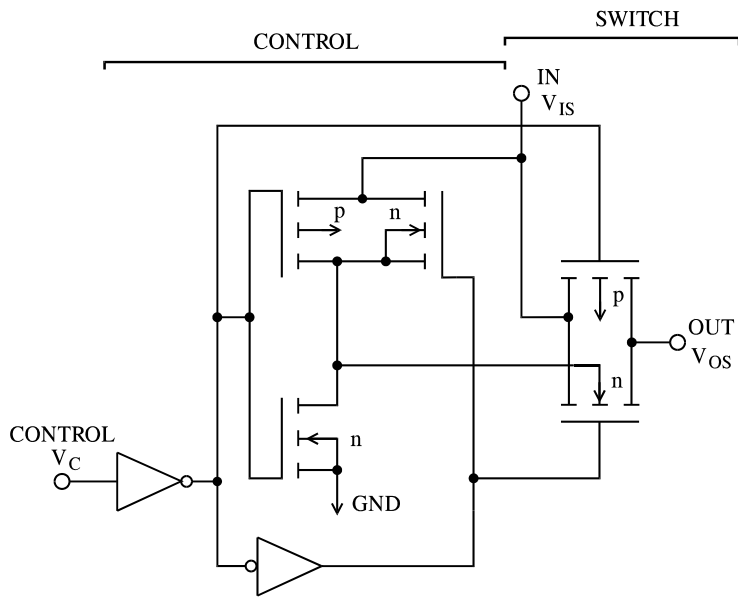 SWITCH
CONTROL
IN
V_IS
p
n
p
OUT
V_OS
n
CONTROL
V_C
n
GND